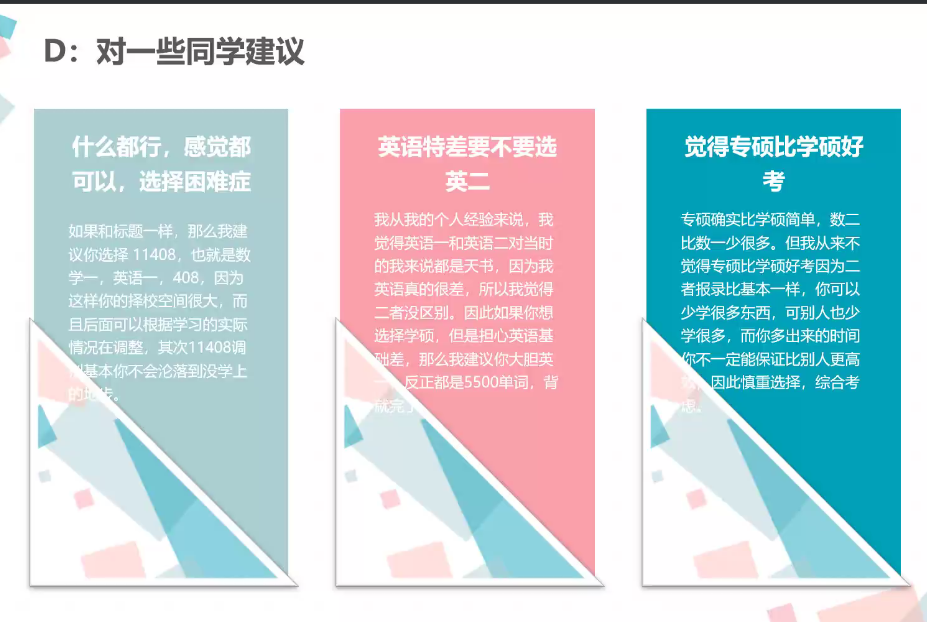 D：对一些同学建议
什么都行，感觉都
可以，选择困难症
如果和标题一样，那么我建
议你选择 11408，也就是数
学一，英语一，408，因为
这样你的择校空间很大，而
且后面可以根据学习的实际
情况在调整，其次11408调
基本你不会沦落到没学上
的地步。
英语特差要不要选
英二
我从我的个人经验来说，我
觉得英语一和英语二对当时
的我来说都是天书，因为我
英语真的很差，所以我觉得
二者没区别。因此如果你想
选择学硕，但是担心英语基
础差，那么我建议你大胆英
一，反正都是5500单词，背
就完了
觉得专硕比学硕好
考
专硕确实比学硕简单，数二
比数一少很多。但我从来不
觉得专硕比学硕好考因为二
者报录比基本一样，你可以
少学很多东西，可别人也少
学很多，而你多出来的时间
你不一定能保证比别人更高
因此慎重选择，综合考
虑。